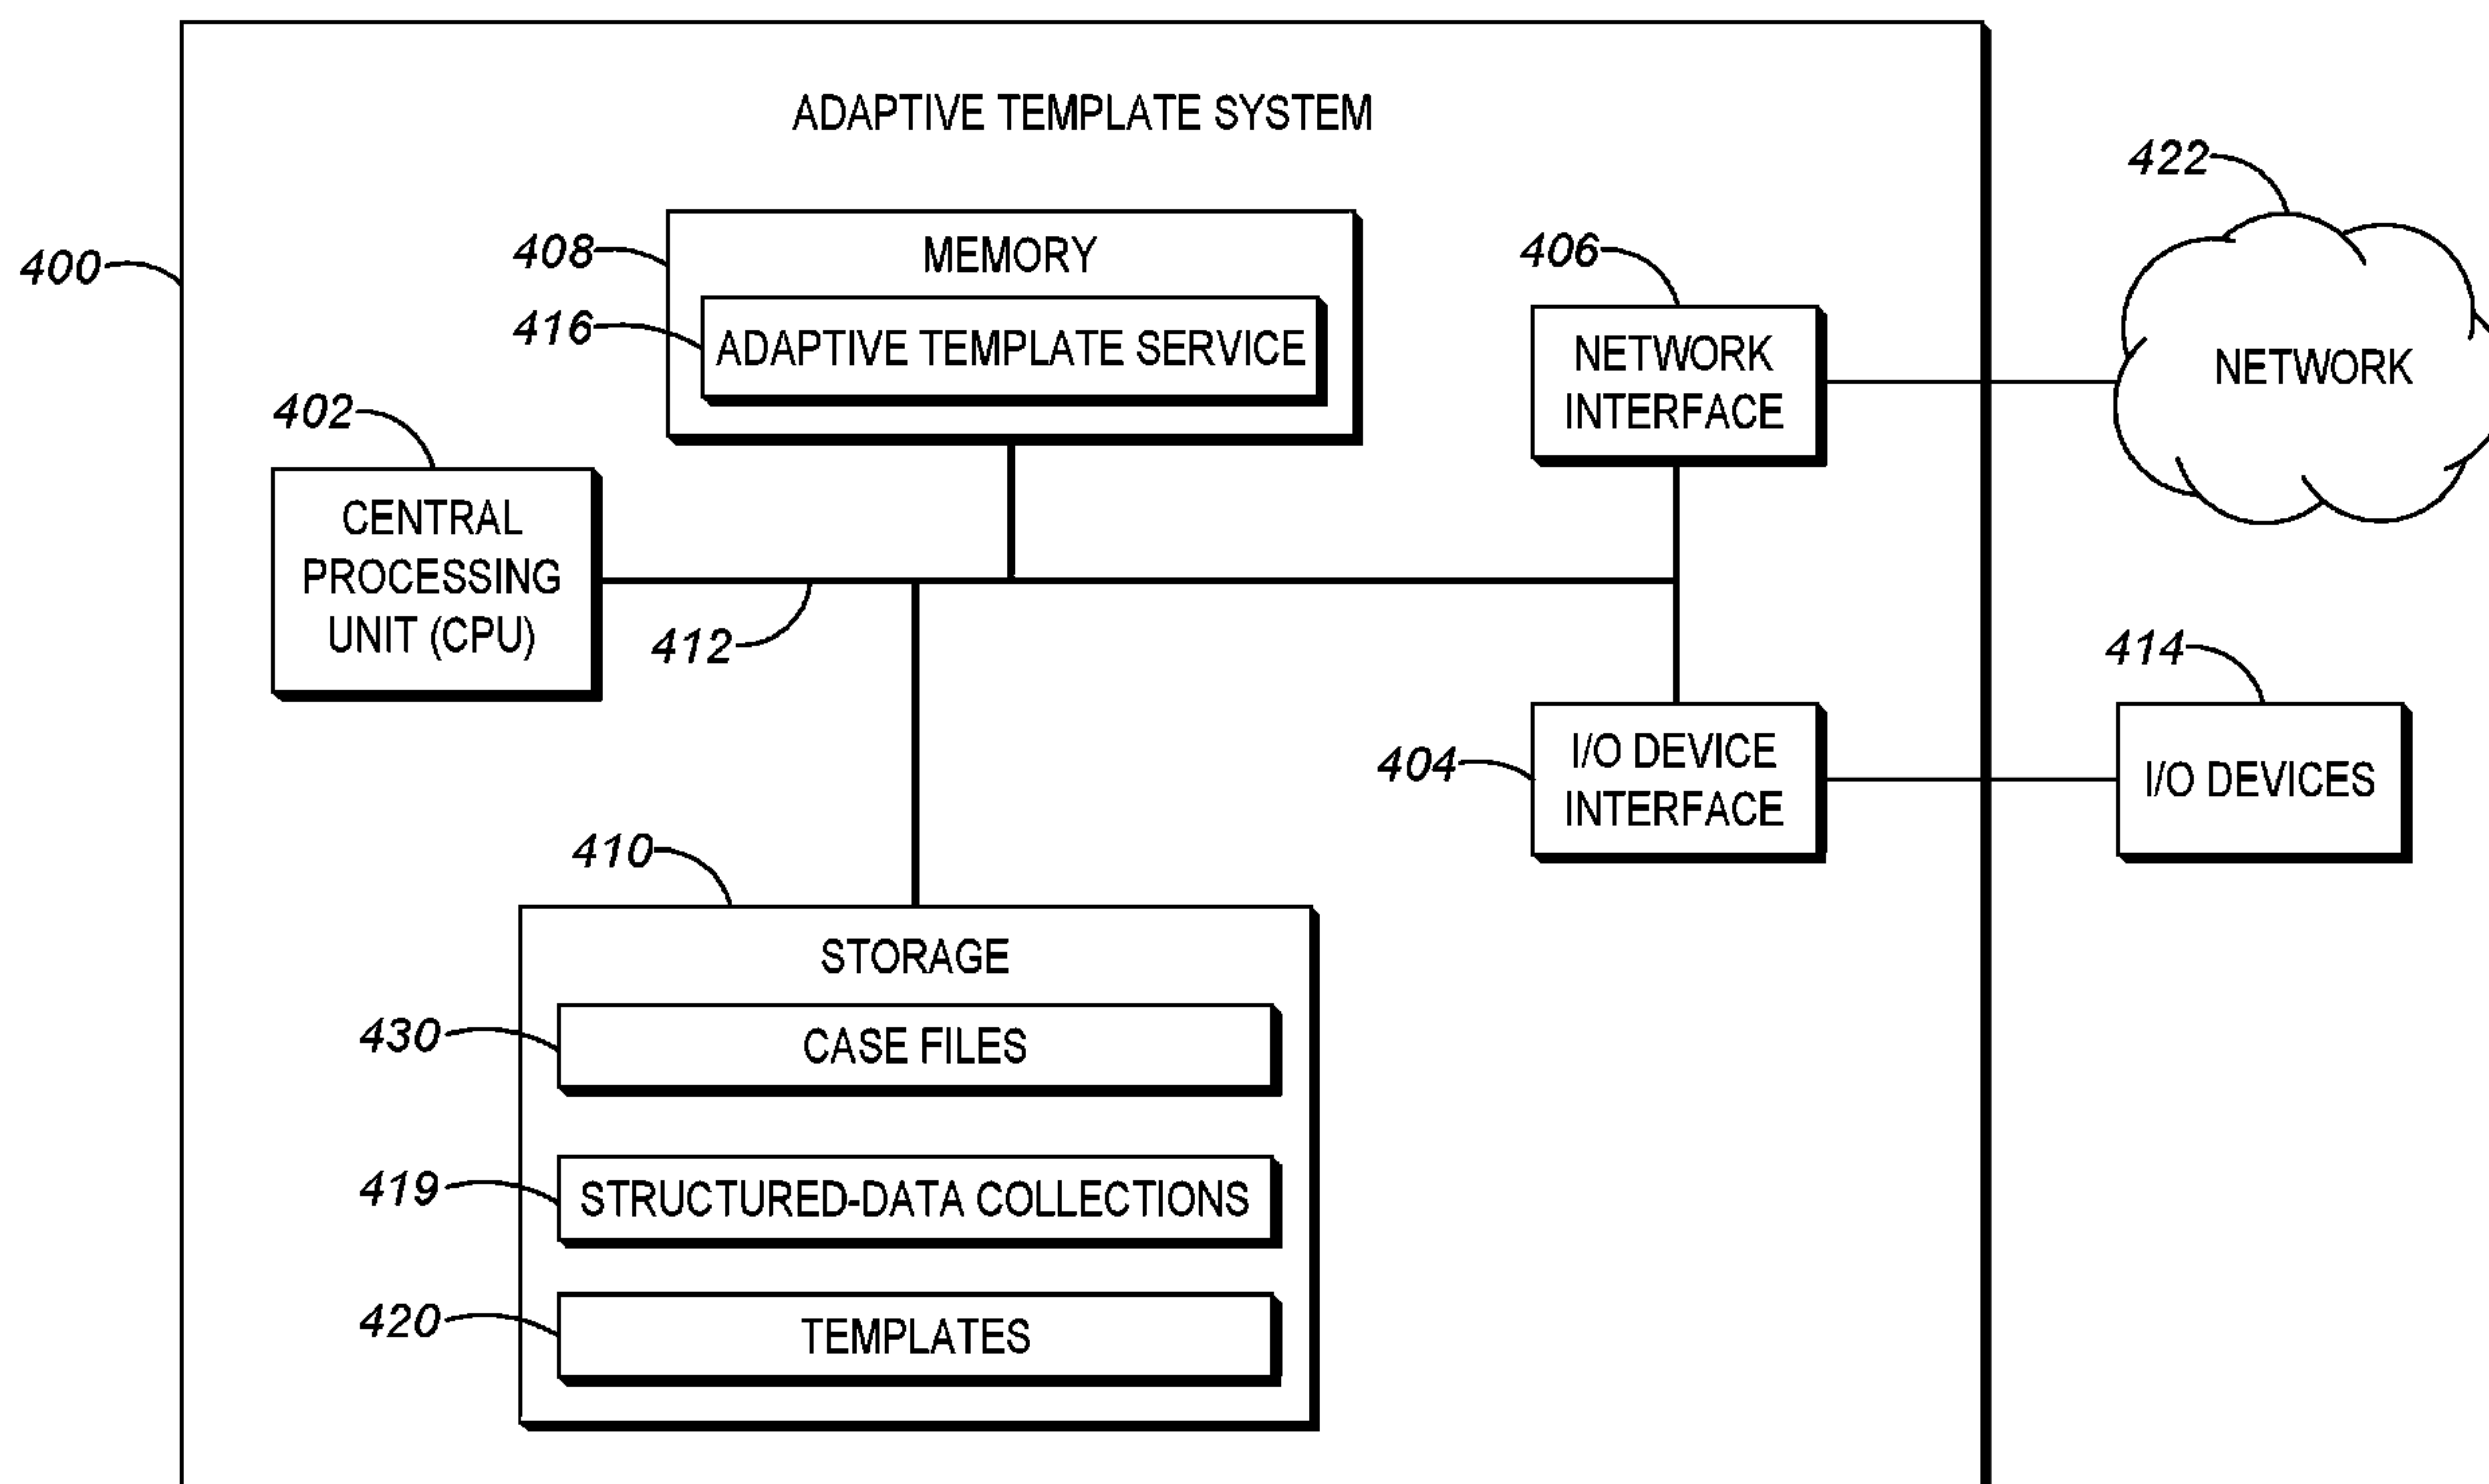 ADAPTIVE TEMPLATE SYSTEM
400
408
MEMORY
416
ADAPTIVE TEMPLATE SERVICE
406
NETWORK
INTERFACE
422
NETWORK
402
CENTRAL
PROCESSING
UNIT (CPU)
412
404
I/O DEVICE
INTERFACE
414
I/O DEVICES
410
STORAGE
430
CASE FILES
419
STRUCTURED-DATA COLLECTIONS
420
TEMPLATES